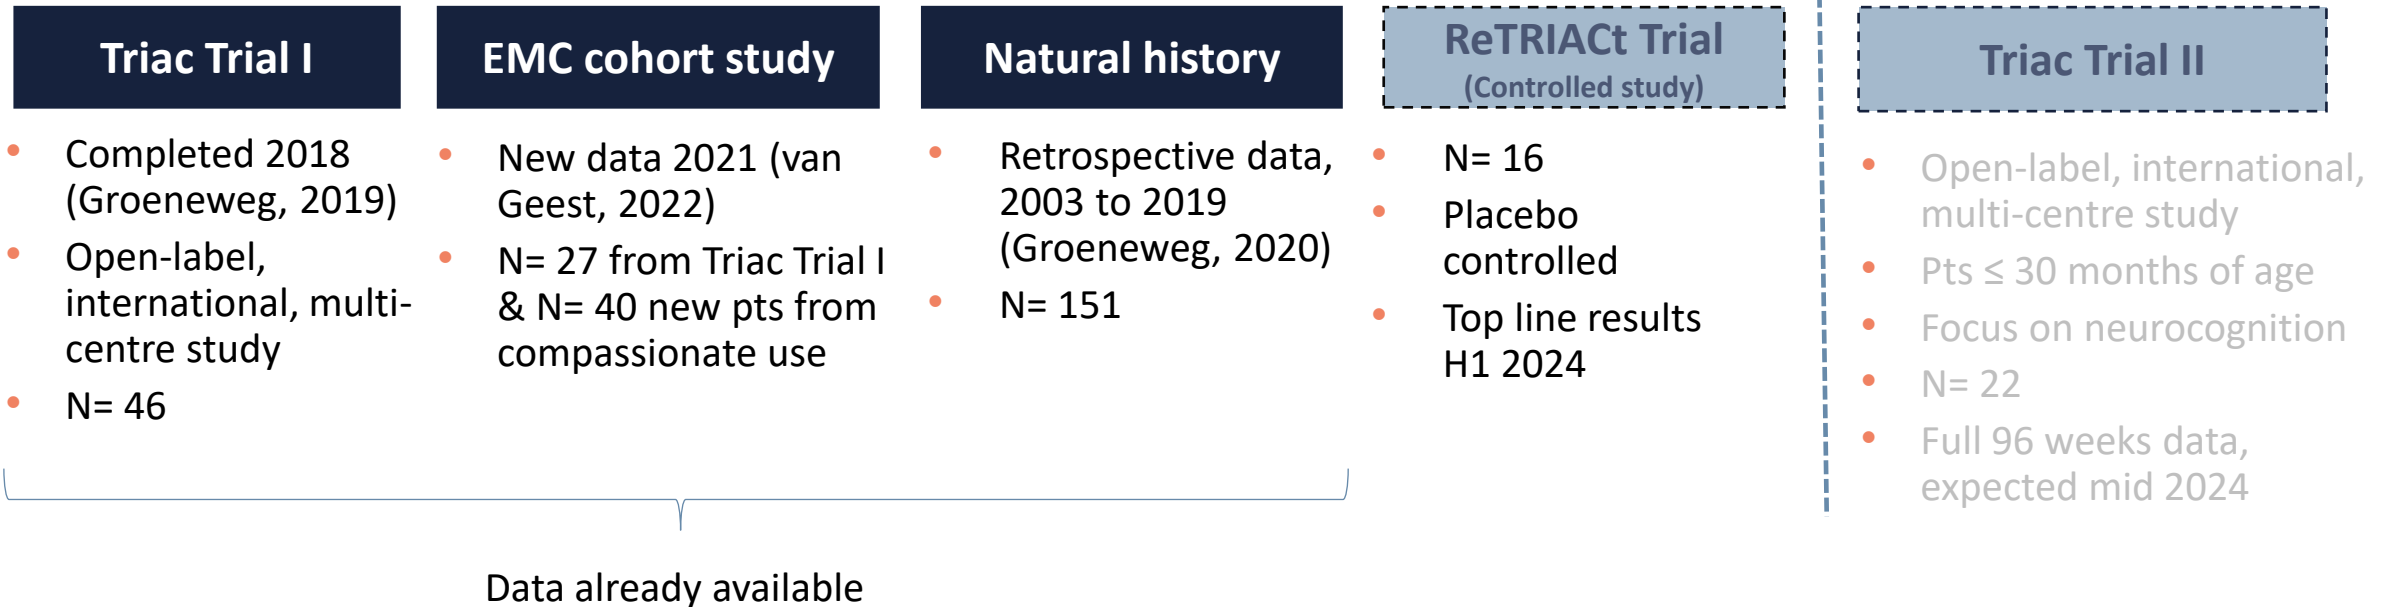 Triac Trial I
• Completed 2018
(Groeneweg, 2019)
• Open-label,
international, multi-
centre study
• N= 46
EMC cohort study
• New data 2021 (van
Geest, 2022)
• N= 27 from Triac Trial I
& N= 40 new pts from
compassionate use
Natural history
• Retrospective data,
2003 to 2019
(Groeneweg, 2020)
• N= 151
Data already available
ReTRIACt Trial
(Controlled study)
• N= 16
• Placebo
controlled
• Top line results
H1 2024
Triac Trial II
• Open-label, international,
multi-centre study
• Pts ≤ 30 months of age
• Focus on neurocognition
• N= 22
• Full 96 weeks data,
expected mid 2024